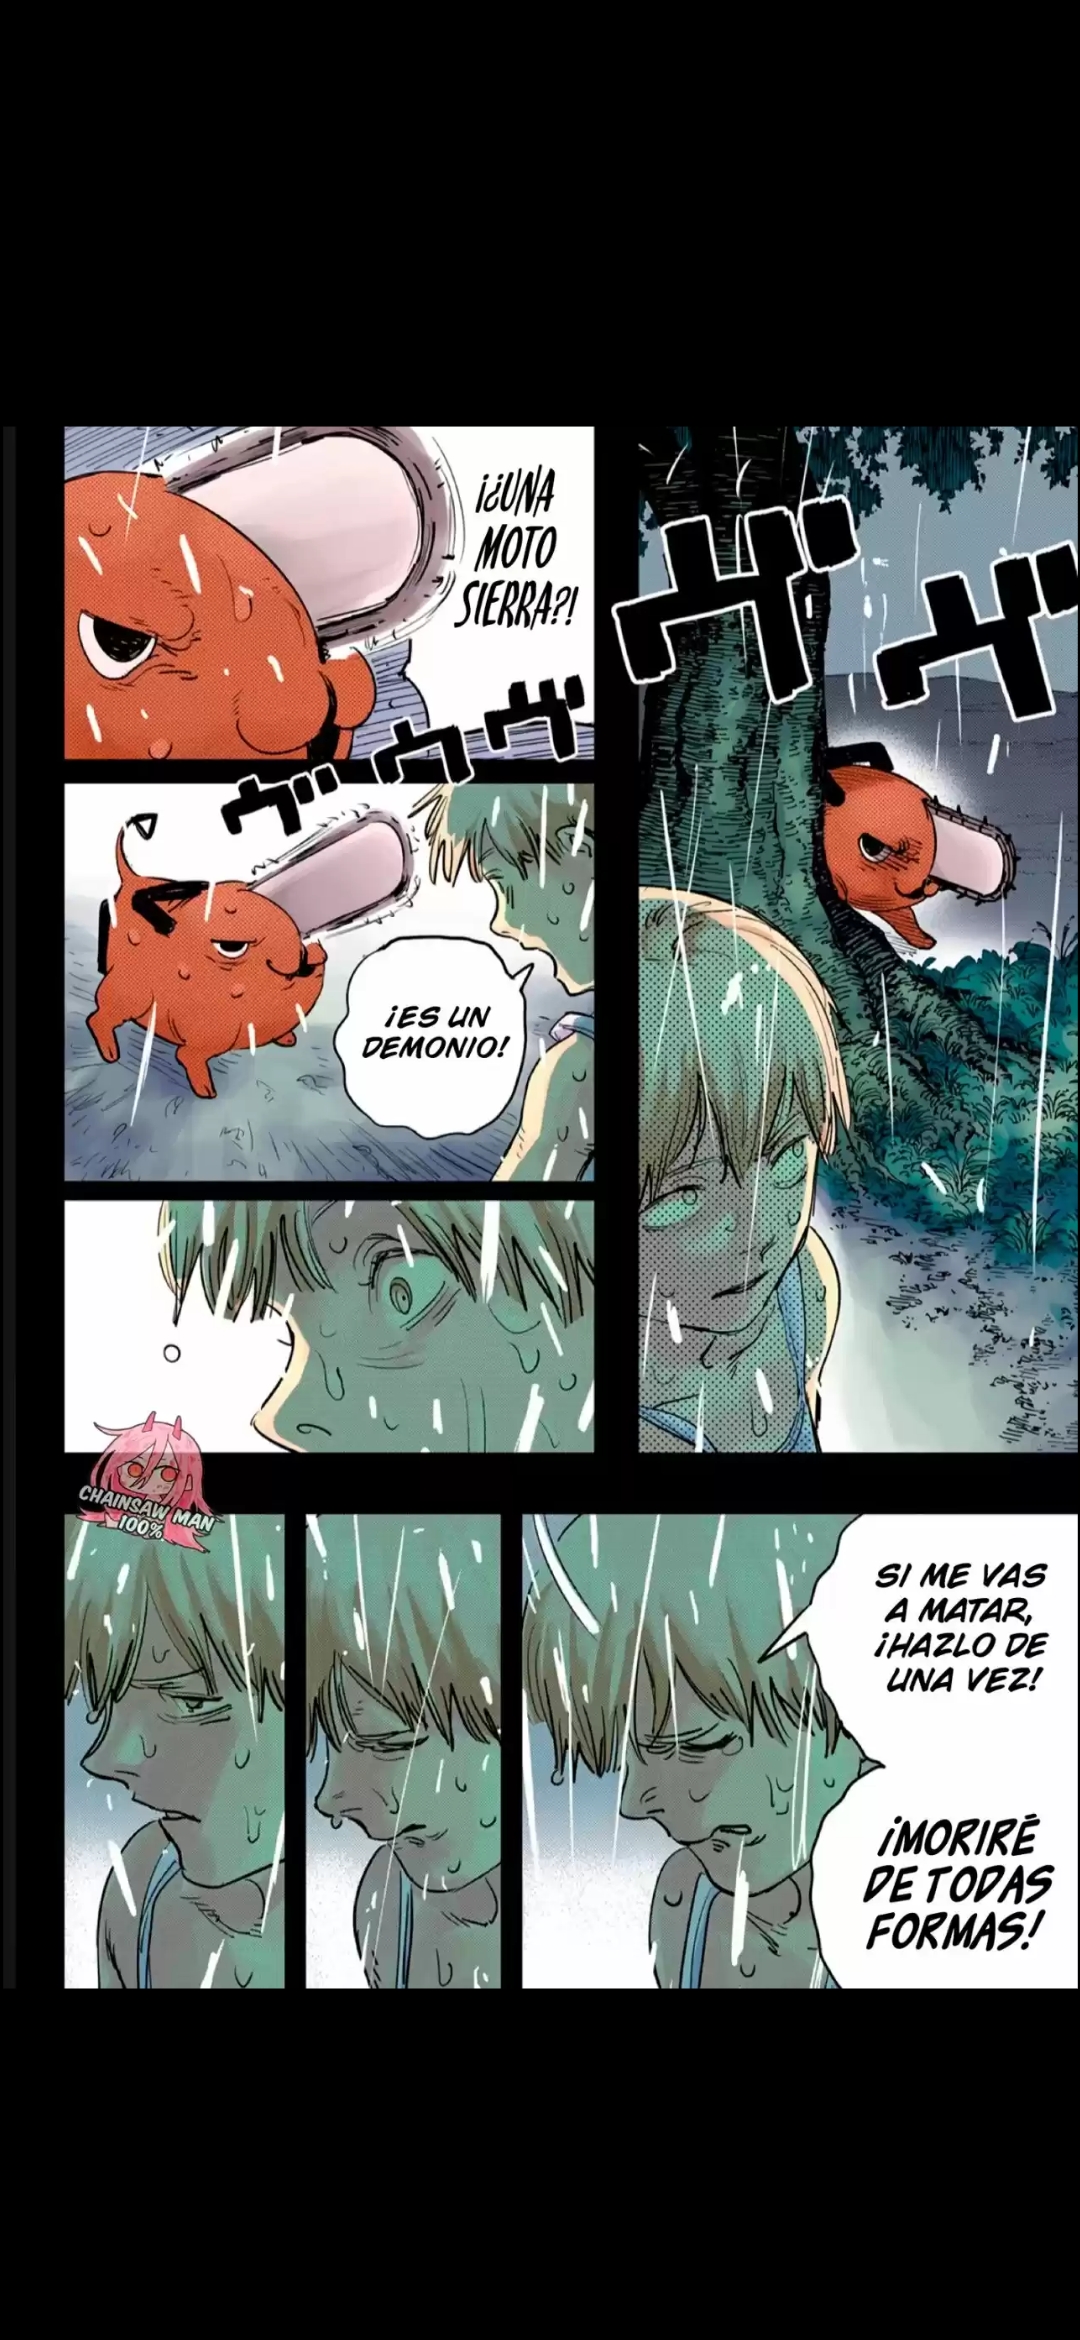 ヴヴ
¡¿UNA
MOTO
SIERRA?!
ヴヴヴ
¡ES UN
DEMONIO!
CHAINSAW MAN
100%
SI ME VAS
A MATAR,
¡HAZLO DE
UNA VEZ!
¡MORIRÉ
DE TODAS
FORMAS!